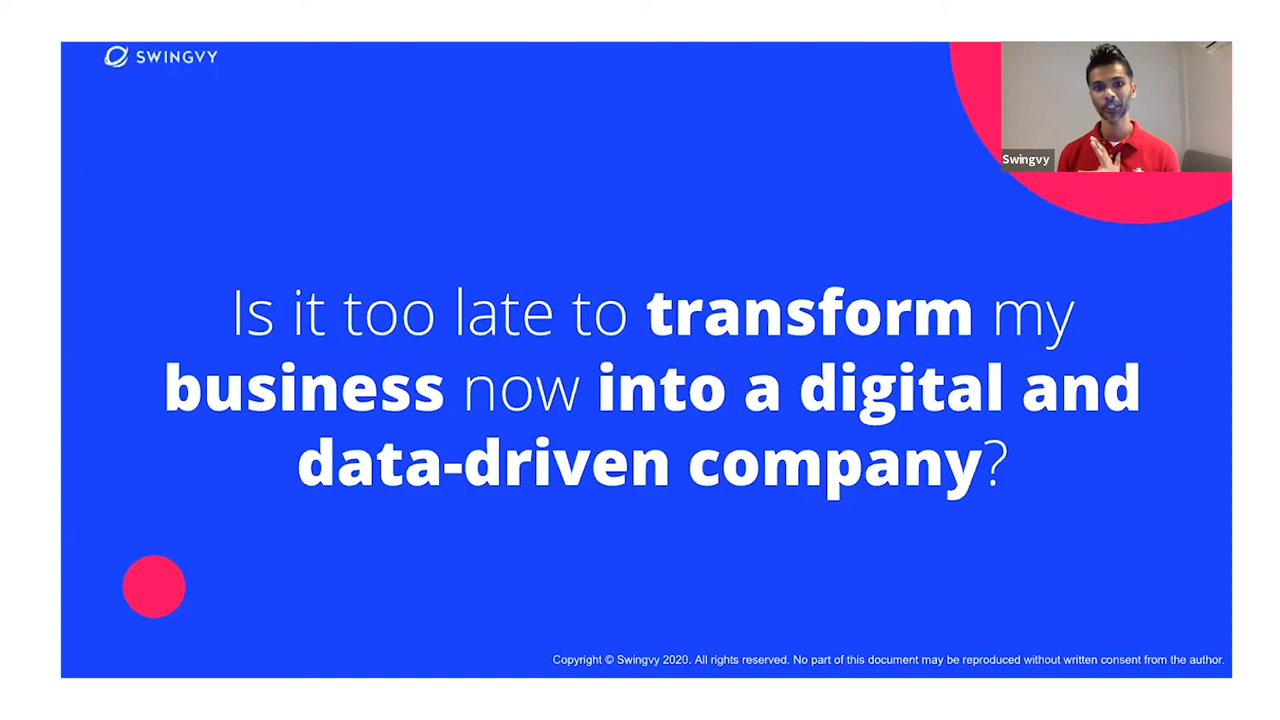 SWINGVY
Swingvy
Is it too late to transform my
business now into a digital and
data-driven company?
Copyright © Swingvy 2020. All rights reserved. No part of this document may be reproduced without written consent from the author.